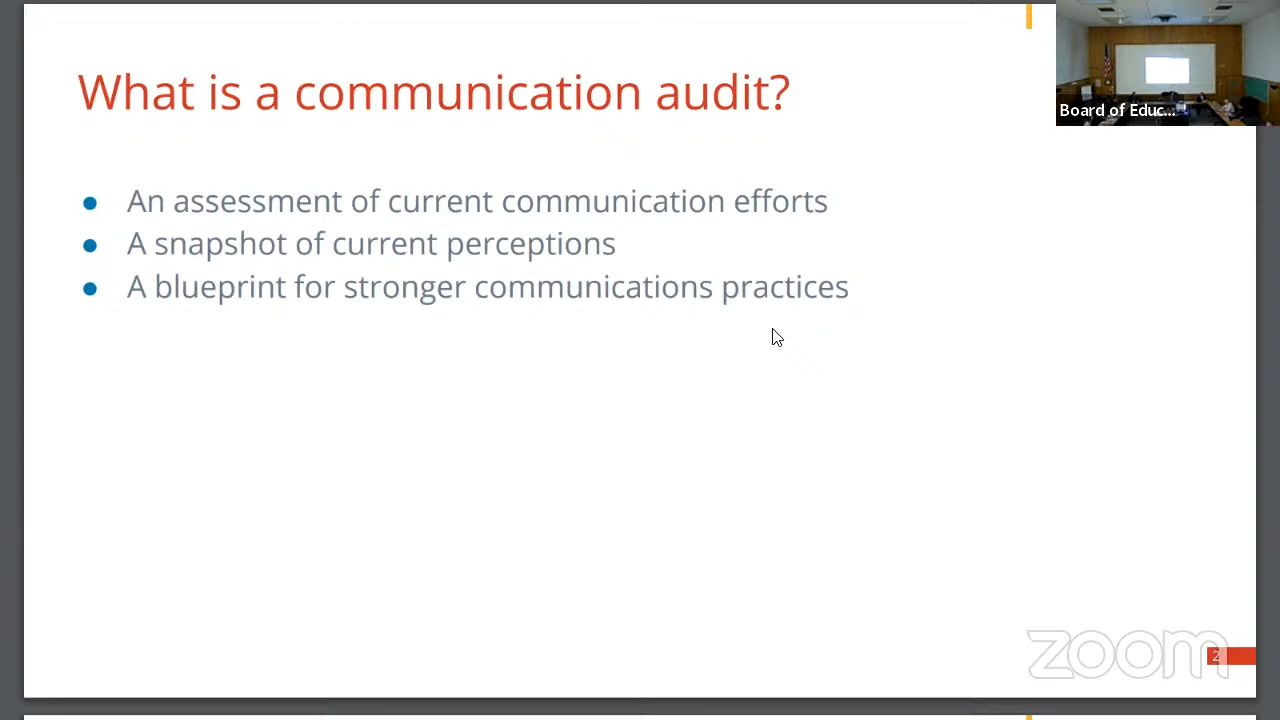 What is a communication audit?
Board of Educ...
An assessment of current communication efforts
A snapshot of current perceptions
A blueprint for stronger communications practices
zoom
2